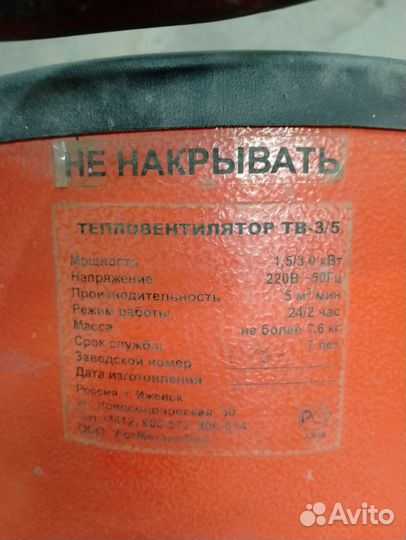 НЕ НАКРЫВАТЬ
ТЕПЛОВЕНТИЛЯТОР ТВ-3/5
Мощность 1,5/3,0 кВт
Напряжение 220В ~50Гц
Производительность 5 м³/мин
Режим работы 24/2 час
Масса не более 7,6 кг
Срок службы 7 лет
Заводской номер
Дата изготовления
Россия, г. Ижевск
30
ООО
Avito